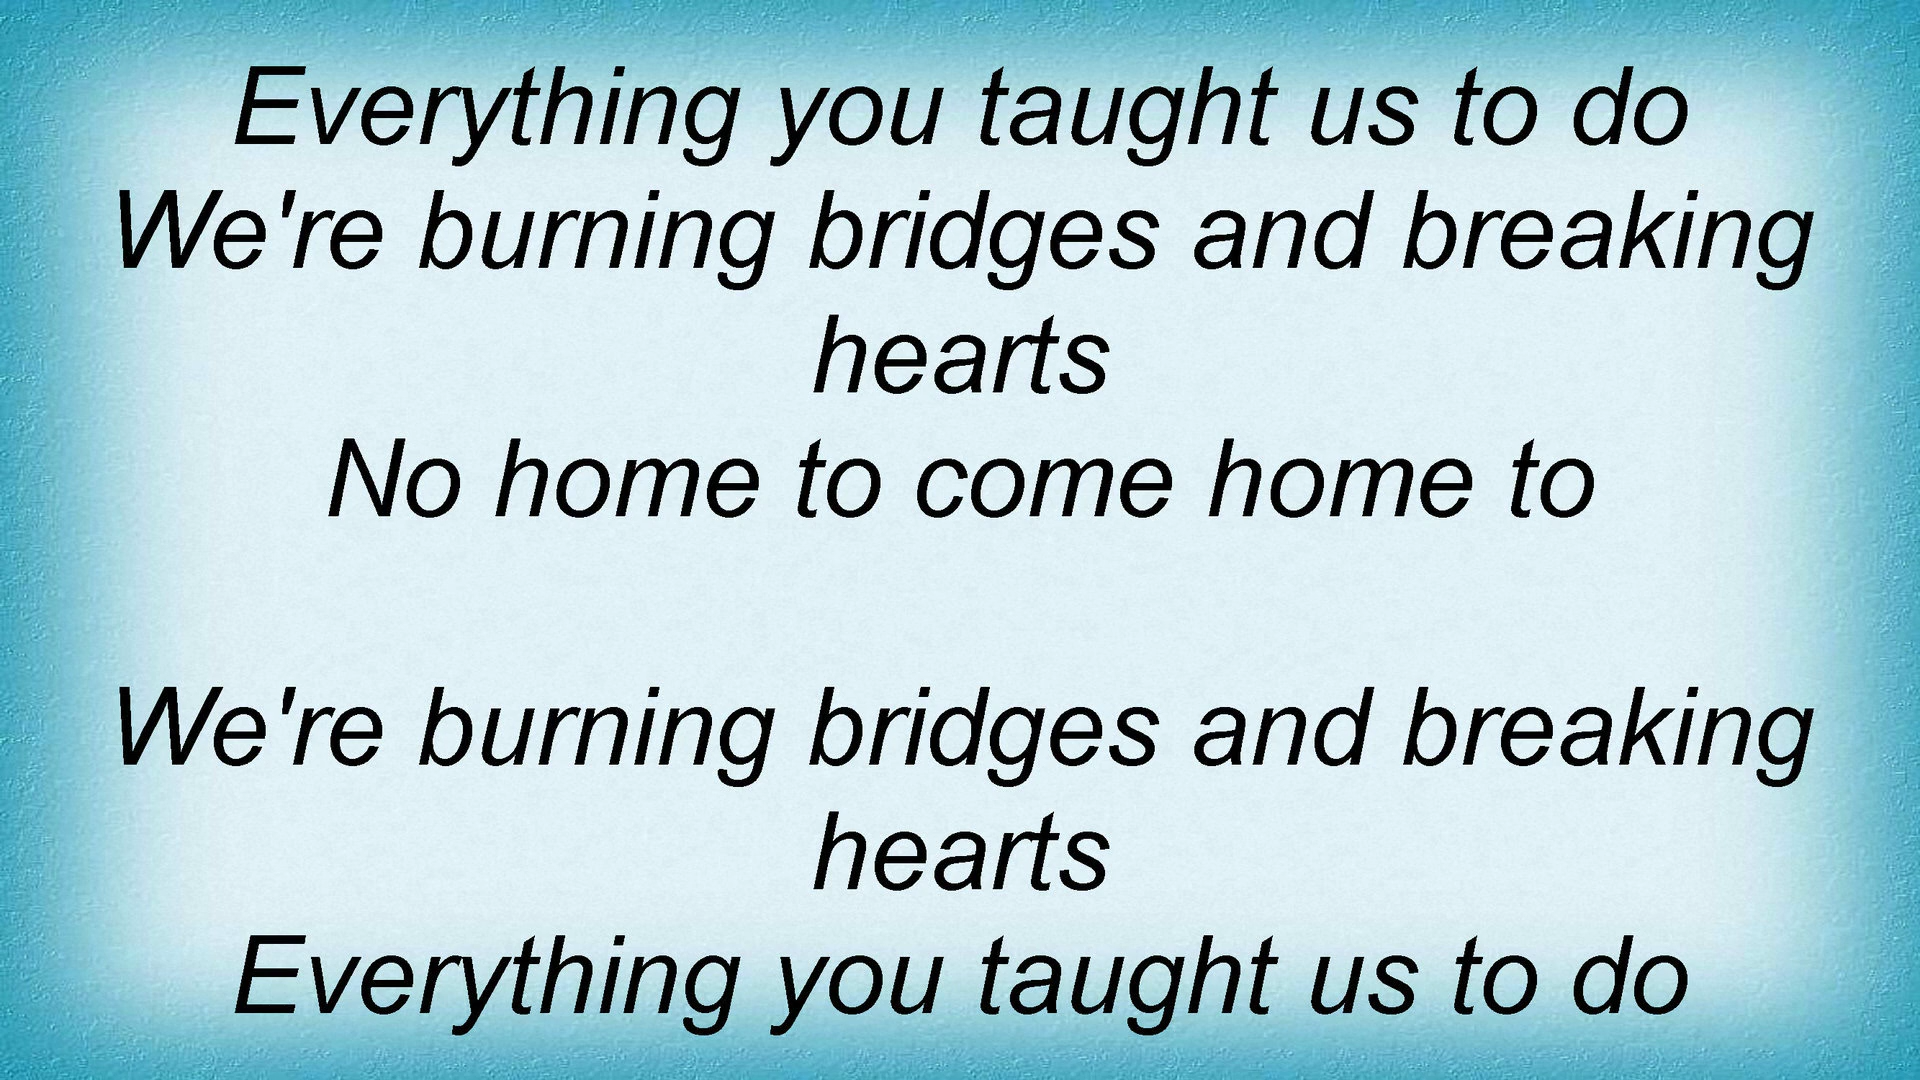 Everything you taught us to do
We're burning bridges and breaking
hearts
No home to come home to
We're burning bridges and breaking
hearts
Everything you taught us to do